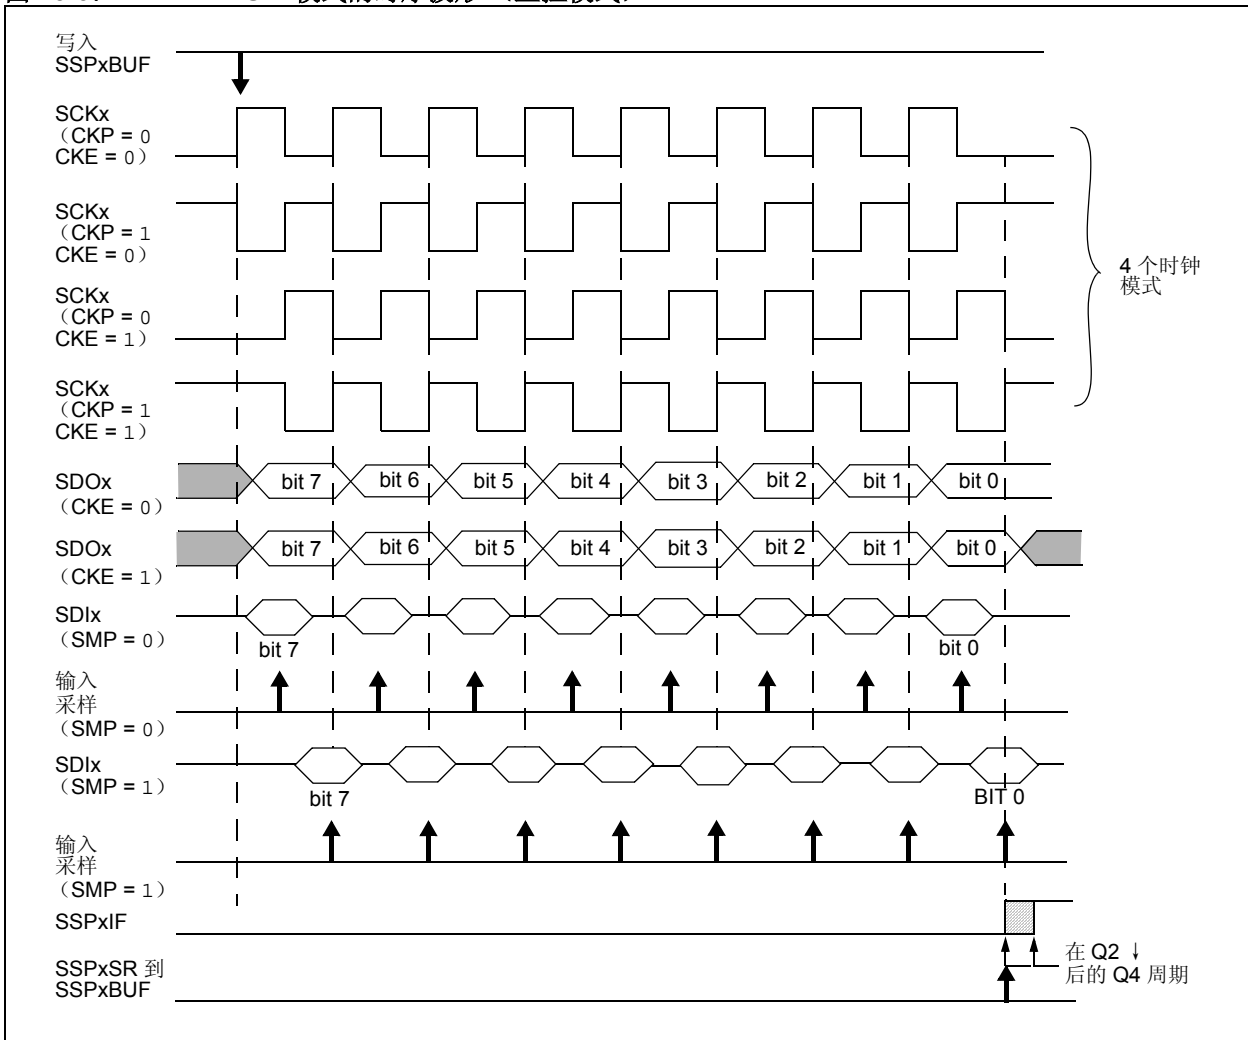 写入
SSPxBUF
SCKx
（CKP = 0
CKE = 0）
SCKx
（CKP = 1
CKE = 0）
SCKx
（CKP = 0
CKE = 1）
SCKx
（CKP = 1
CKE = 1）
4 个时钟
模式
SDOx
（CKE = 0）
bit 7 bit 6 bit 5 bit 4 bit 3 bit 2 bit 1 bit 0
SDOx
（CKE = 1）
bit 7 bit 6 bit 5 bit 4 bit 3 bit 2 bit 1 bit 0
SDIx
（SMP = 0）
bit 7 bit 0
输入
采样
（SMP = 0）
SDIx
（SMP = 1）
bit 7 BIT 0
输入
采样
（SMP = 1）
SSPxIF
在 Q2 ↓
后的 Q4 周期
SSPxSR 到
SSPxBUF